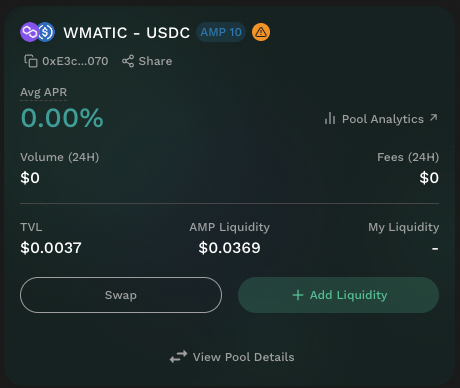 WMATIC - USDC AMP 10
0xE3c...070 Share
Avg APR
0.00%
Pool Analytics
Volume (24H) Fees (24H)
$0 $0
TVL AMP Liquidity My Liquidity
$0.0037 $0.0369 -
Swap + Add Liquidity
View Pool Details